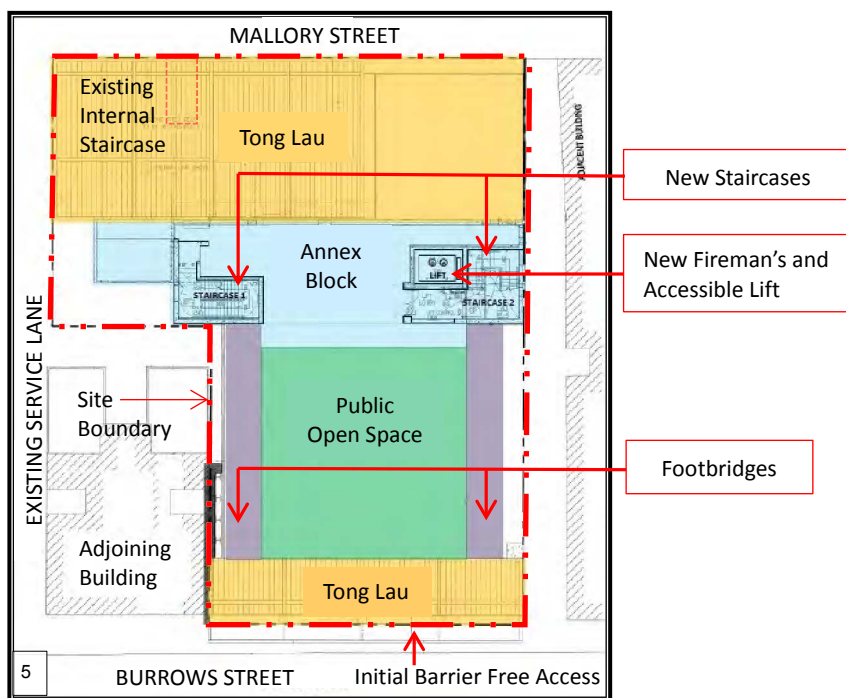 MALLORY STREET
Existing
Internal
Staircase
Tong Lau
ADJACENT BUILDING
New Staircases
Annex
Block
LIFT
New Fireman's and
Accessible Lift
STAIRCASE 1
STAIRCASE 2
EXISTING SERVICE LANE
Site
Boundary
Public
Open Space
Footbridges
Adjoining
Building
Tong Lau
5
BURROWS STREET
Initial Barrier Free Access